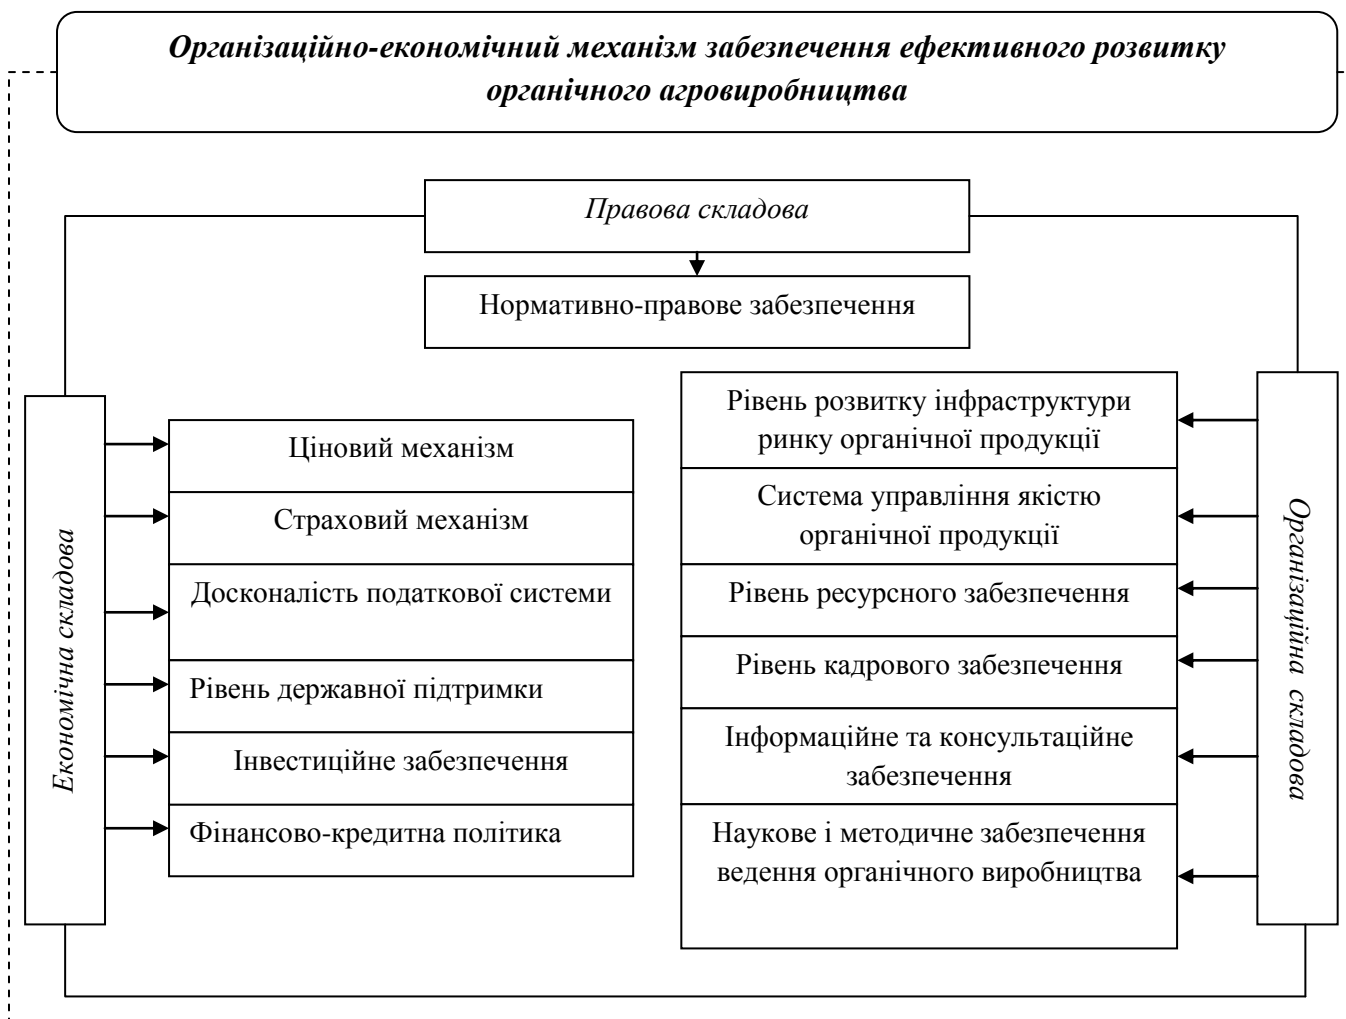 Організаційно-економічний механізм забезпечення ефективного розвитку
органічного агровиробництва
Правова складова
Нормативно-правове забезпечення
Економічна складова
Ціновий механізм
Страховий механізм
Досконалість податкової системи
Рівень державної підтримки
Інвестиційне забезпечення
Фінансово-кредитна політика
Рівень розвитку інфраструктури
ринку органічної продукції
Система управління якістю
органічної продукції
Рівень ресурсного забезпечення
Рівень кадрового забезпечення
Інформаційне та консультаційне
забезпечення
Наукове і методичне забезпечення
ведення органічного виробництва
Організаційна складова